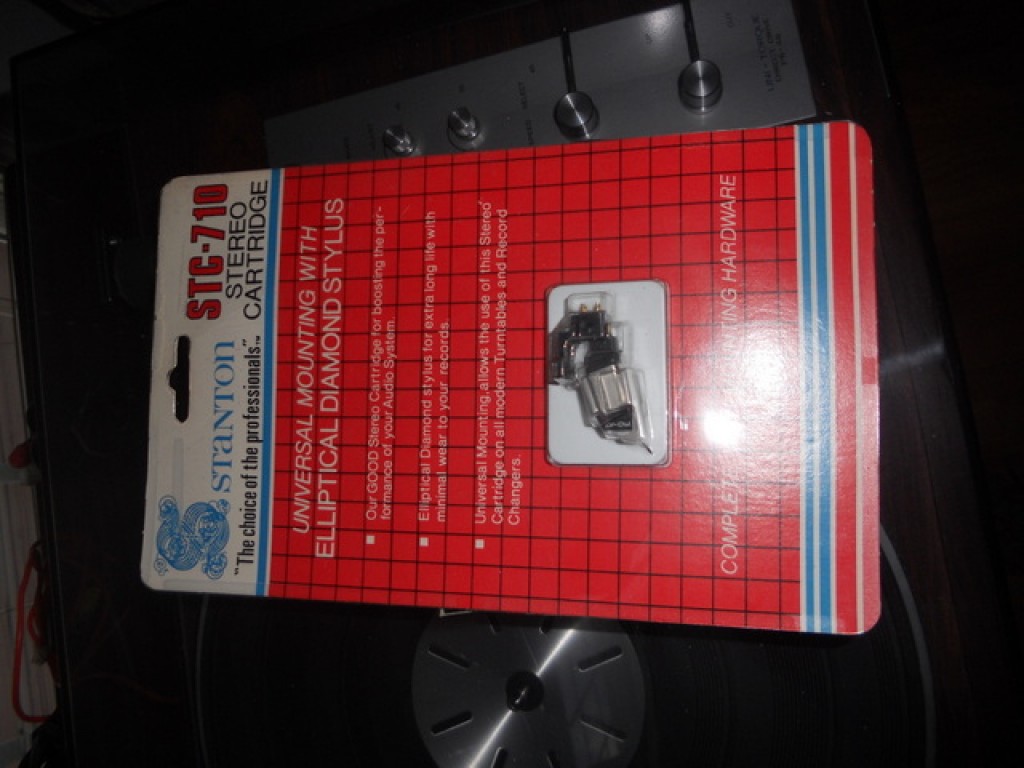 STANTON
"The choice of the professionals"™
STC-710
STEREO
CARTRIDGE
UNIVERSAL MOUNTING WITH
ELLIPTICAL DIAMOND STYLUS
■ Our GOOD Stereo Cartridge for boosting the per-
formance of your Audio System.
■ Elliptical Diamond stylus for extra long life with
minimal wear to your records.
■ Universal Mounting allows the use of this Stereo
Cartridge on all modern Turntables and Record
Changers.
HARDWARE